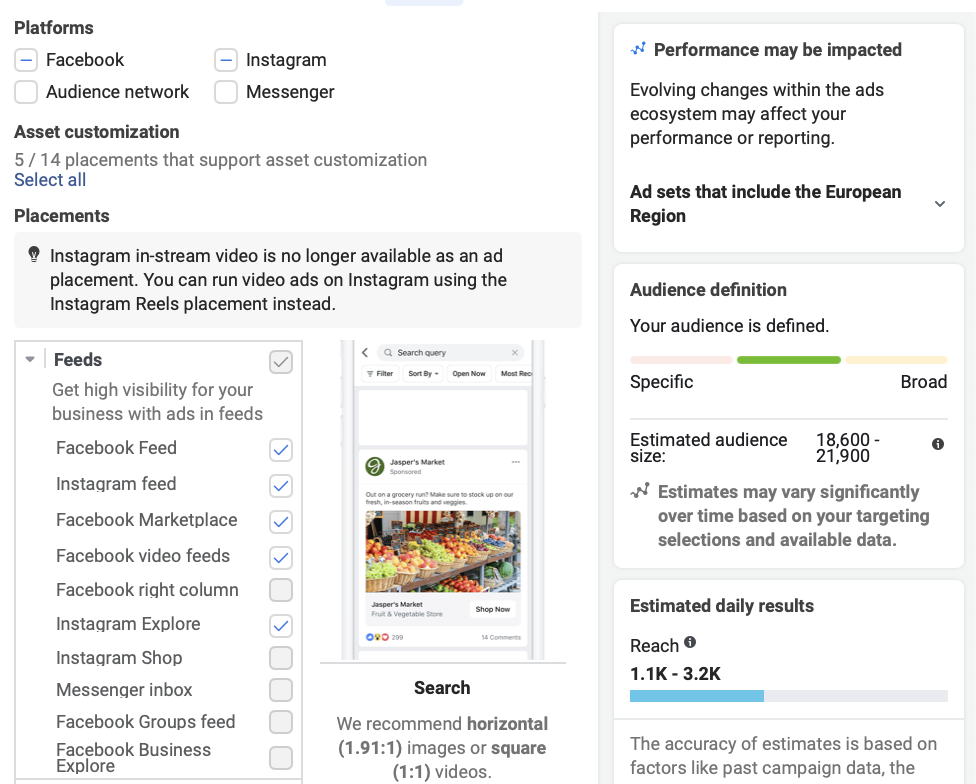 Platforms
Facebook
Instagram
Audience network
Messenger
Asset customization
5 / 14 placements that support asset customization
Select all
Placements
Instagram in-stream video is no longer available as an ad
placement. You can run video ads on Instagram using the
Instagram Reels placement instead.
Feeds
Get high visibility for your
business with ads in feeds
Facebook Feed
Instagram feed
Facebook Marketplace
Facebook video feeds
Facebook right column
Instagram Explore
Instagram Shop
Messenger inbox
Facebook Groups feed
Facebook Business
Explore
Search query
Filter
Sort By
Open Now
Most Rec
Jasper's Market
Sponsored
Out on a grocery run? Make sure to stock up on our
fresh, in-season fruits and veggies.
Jasper's Market
Fruit & Vegetable Store
Shop Now
299
14 Comments
Search
We recommend horizontal
(1.91:1) images or square
(1:1) videos.
Performance may be impacted
Evolving changes within the ads
ecosystem may affect your
performance or reporting.
Ad sets that include the European
Region
Audience definition
Your audience is defined.
Specific
Broad
Estimated audience
size:
18,600 -
21,900
Estimates may vary significantly
over time based on your targeting
selections and available data.
Estimated daily results
Reach
1.1K - 3.2K
The accuracy of estimates is based on
factors like past campaign data, the